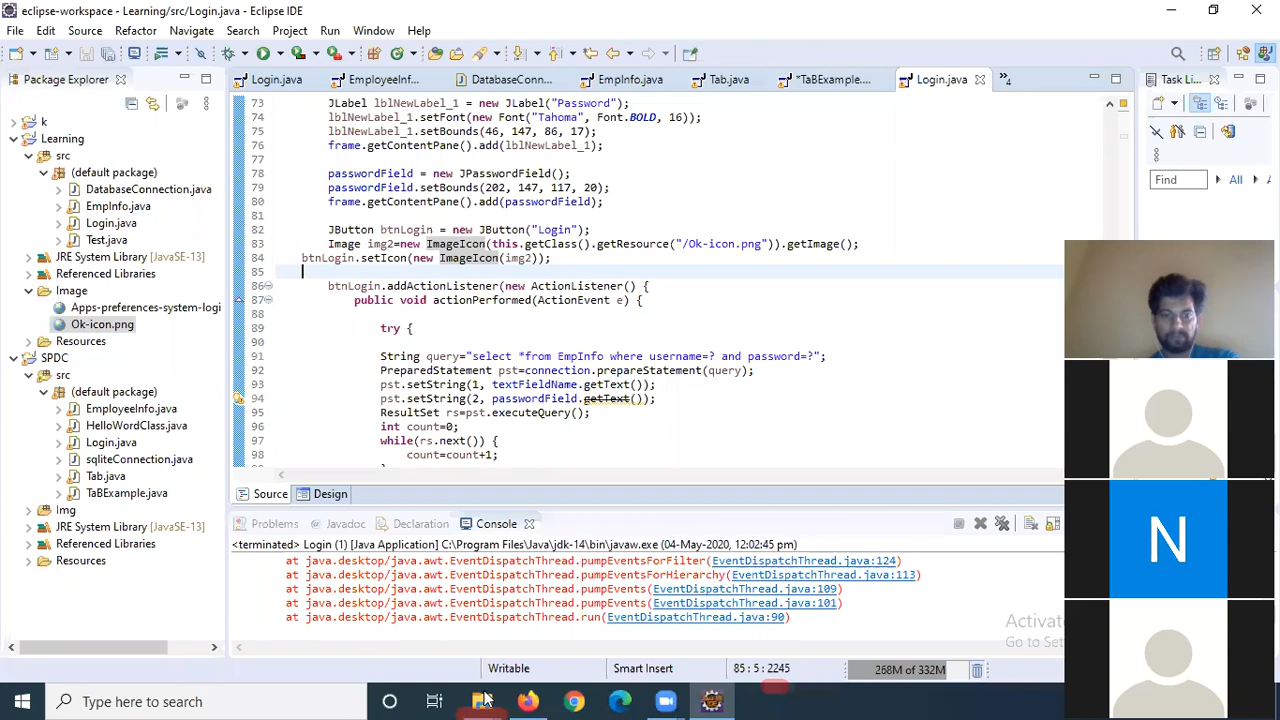 eclipse-workspace - Learning/src/Login.java - Eclipse IDE
File Edit Source Refactor Navigate Search Project Run Window Help
Package Explorer
k
Learning
src
(default package)
DatabaseConnection.java
EmpInfo.java
Login.java
Test.java
JRE System Library [JavaSE-13]
Referenced Libraries
Image
Apps-preferences-system-logi
Ok-icon.png
Resources
SPDC
src
(default package)
EmployeeInfo.java
HelloWordClass.java
Login.java
sqliteConnection.java
Tab.java
TaBExample.java
Img
JRE System Library [JavaSE-13]
Referenced Libraries
Resources
Login.java EmployeeInf... DatabaseConn... EmpInfo.java Tab.java *TaBExample.... Login.java »4
73 JLabel lblNewLabel_1 = new JLabel("Password");
74 lblNewLabel_1.setFont(new Font("Tahoma", Font.BOLD, 16));
75 lblNewLabel_1.setBounds(46, 147, 86, 17);
76 frame.getContentPane().add(lblNewLabel_1);
77
78 passwordField = new JPasswordField();
79 passwordField.setBounds(202, 147, 117, 20);
80 frame.getContentPane().add(passwordField);
81
82 JButton btnLogin = new JButton("Login");
83 Image img2=new ImageIcon(this.getClass().getResource("/Ok-icon.png")).getImage();
84 btnLogin.setIcon(new ImageIcon(img2));
85
86 btnLogin.addActionListener(new ActionListener() {
87 public void actionPerformed(ActionEvent e) {
88
89 try {
90
91 String query="select *from EmpInfo where username=? and password=?";
92 PreparedStatement pst=connection.prepareStatement(query);
93 pst.setString(1, textFieldName.getText());
94 pst.setString(2, passwordField.getText());
95 ResultSet rs=pst.executeQuery();
96 int count=0;
97 while(rs.next()) {
98 count=count+1;
Source Design
Task Li...
Find All A
Problems Javadoc Declaration Console
<terminated> Login (1) [Java Application] C:\Program Files\Java\jdk-14\bin\javaw.exe (04-May-2020, 12:02:45 pm)
at java.desktop/java.awt.EventDispatchThread.pumpEventsForFilter(EventDispatchThread.java:124)
at java.desktop/java.awt.EventDispatchThread.pumpEventsForHierarchy(EventDispatchThread.java:113)
at java.desktop/java.awt.EventDispatchThread.pumpEvents(EventDispatchThread.java:109)
at java.desktop/java.awt.EventDispatchThread.pumpEvents(EventDispatchThread.java:101)
at java.desktop/java.awt.EventDispatchThread.run(EventDispatchThread.java:90)
Activat
Go to Set
N
Writable Smart Insert 85 : 5 : 2245 268M of 332M
Type here to search